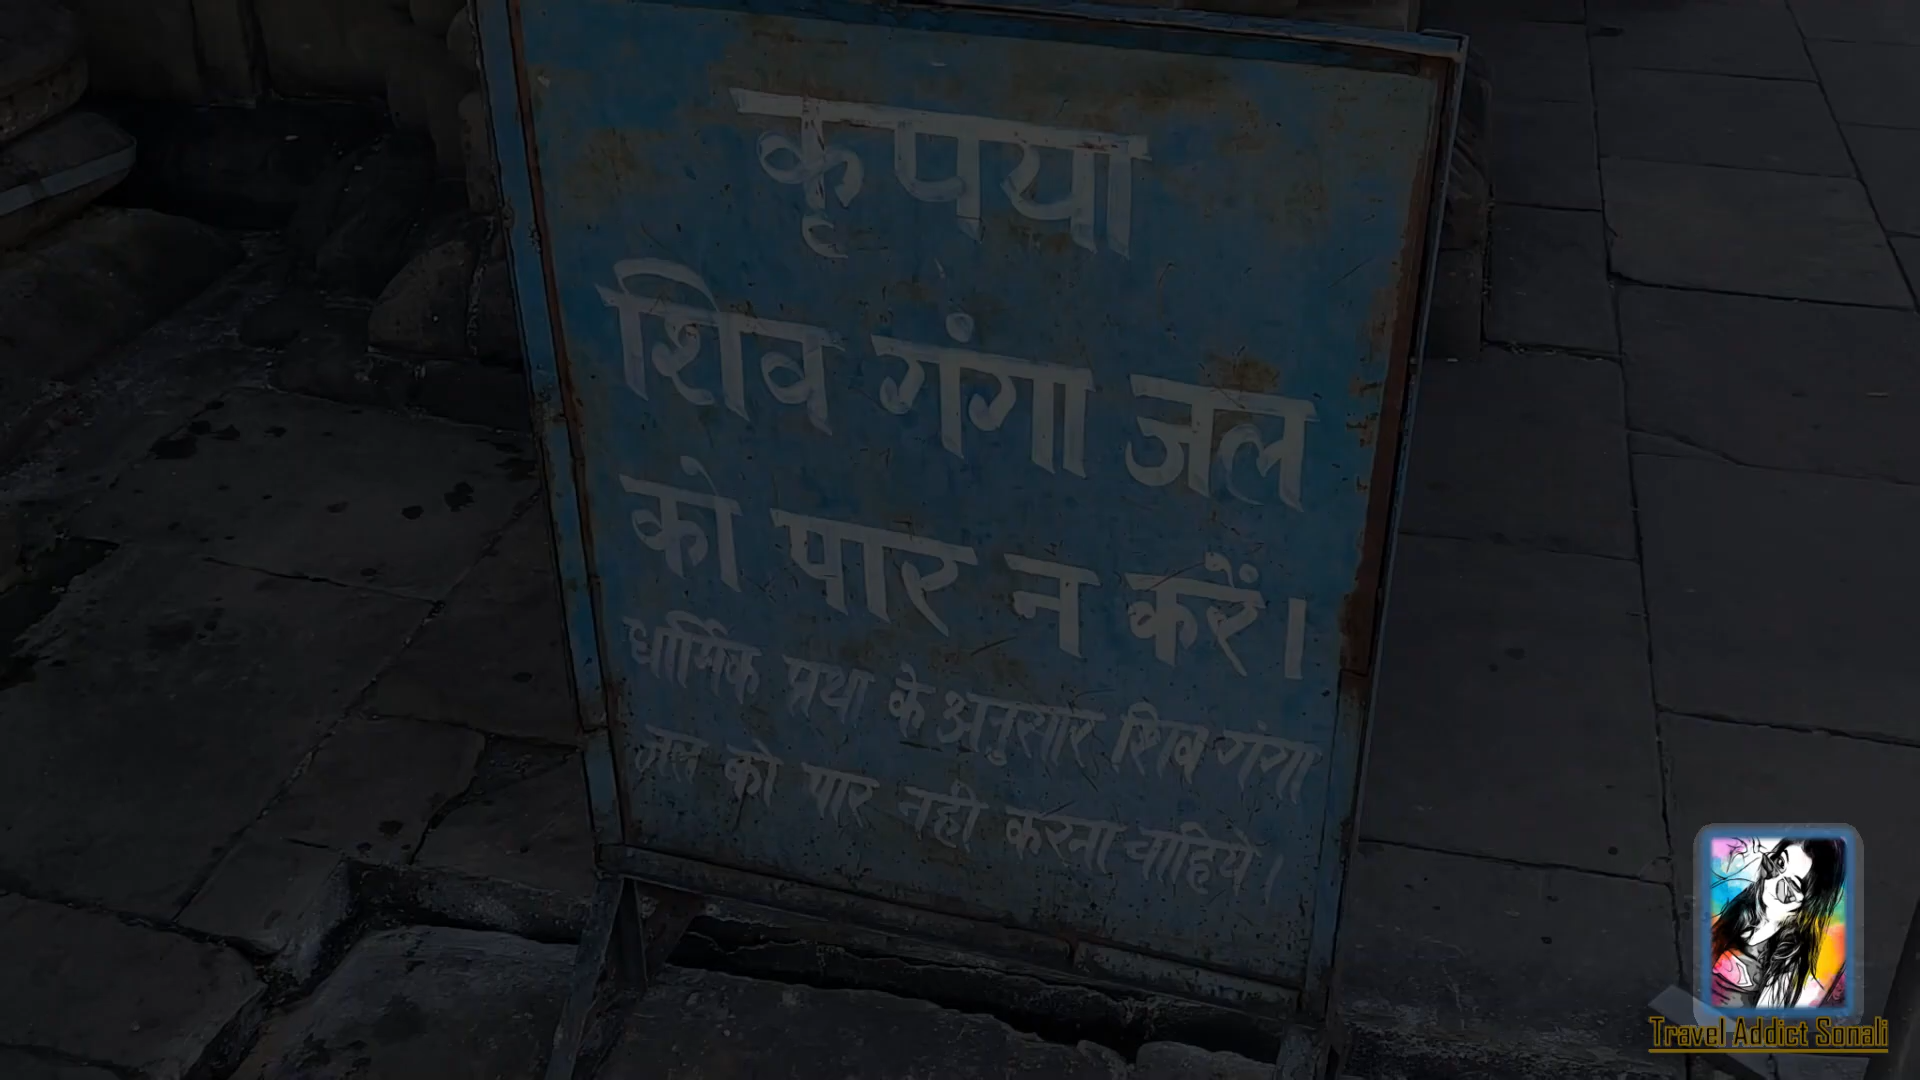 कृपया
शिव गंगा जल
को पार न करें।
धार्मिक प्रथा के अनुसार शिव गंगा
जल को पार नही करना चाहिये।
Travel Addict Sonali